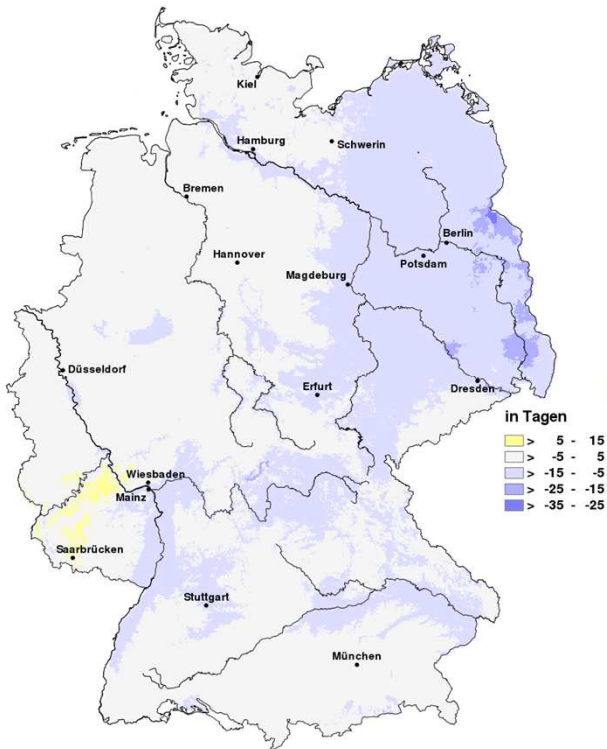 Kiel
Hamburg
Schwerin
Bremen
Berlin
Hannover
Potsdam
Magdeburg
Düsseldorf
Erfurt
Dresden
in Tagen
> 5 - 15
> -5 - 5
> -15 - -5
> -25 - -15
> -35 - -25
Wiesbaden
Mainz
Saarbrücken
Stuttgart
München